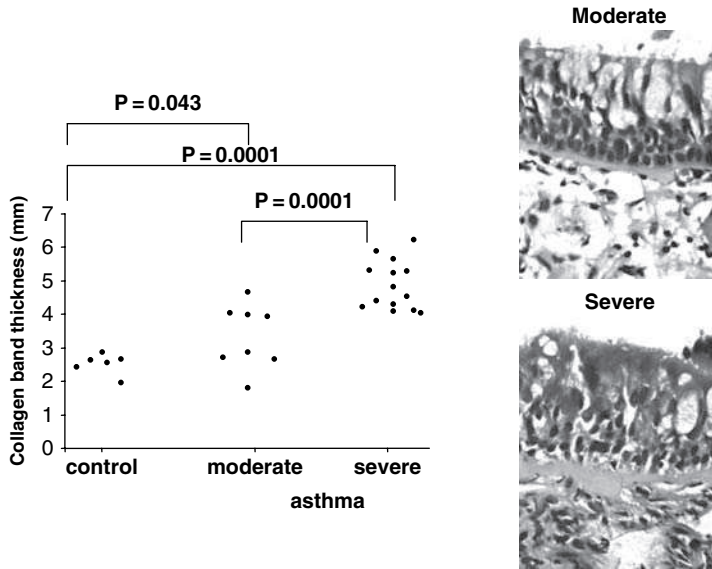 Moderate
P = 0.043
P = 0.0001
P = 0.0001
Collagen band thickness (mm)
7
6
5
4
3
2
1
0
control moderate severe
asthma
Severe